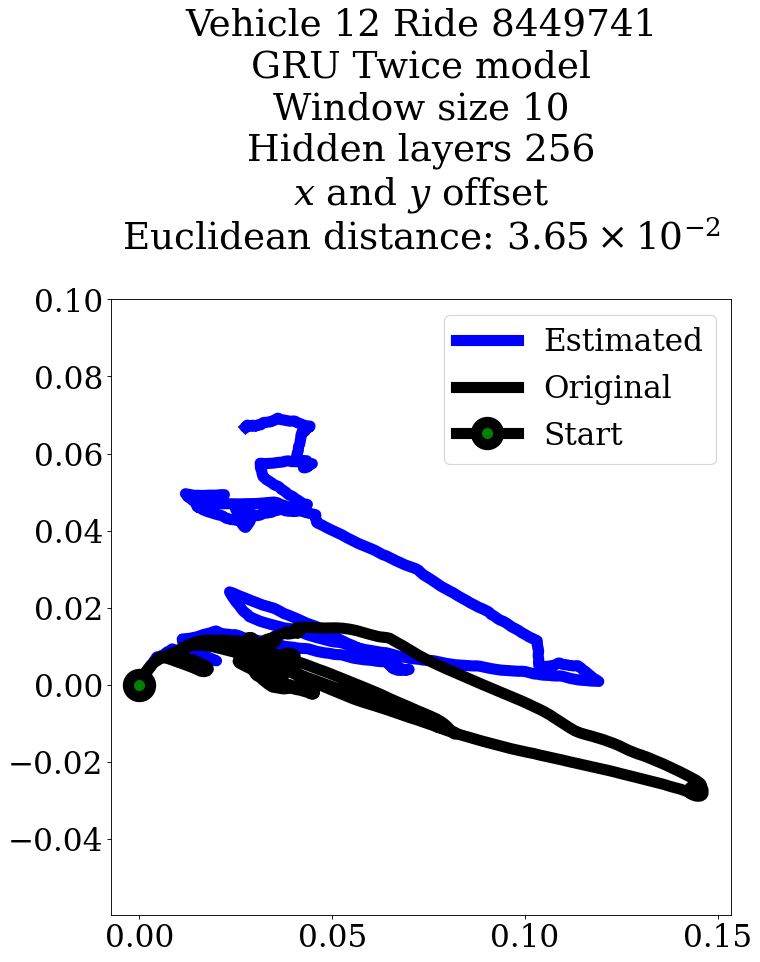 Vehicle 12 Ride 8449741
GRU Twice model
Window size 10
Hidden layers 256
x and y offset
Euclidean distance: 3.65 × 10⁻²
Estimated
Original
Start
0.10
0.08
0.06
0.04
0.02
0.00
−0.02
−0.04
0.00 0.05 0.10 0.15